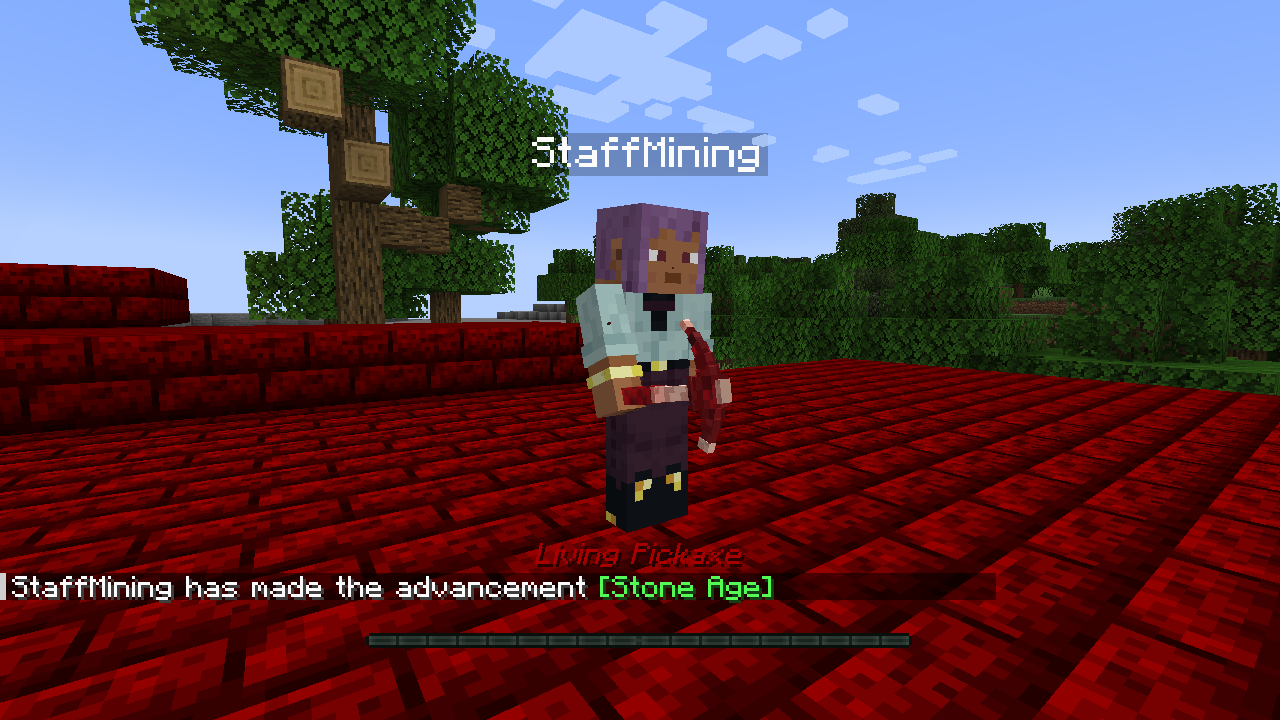 StaffMining
Living Pickaxe
StaffMining has made the advancement [Stone Age]